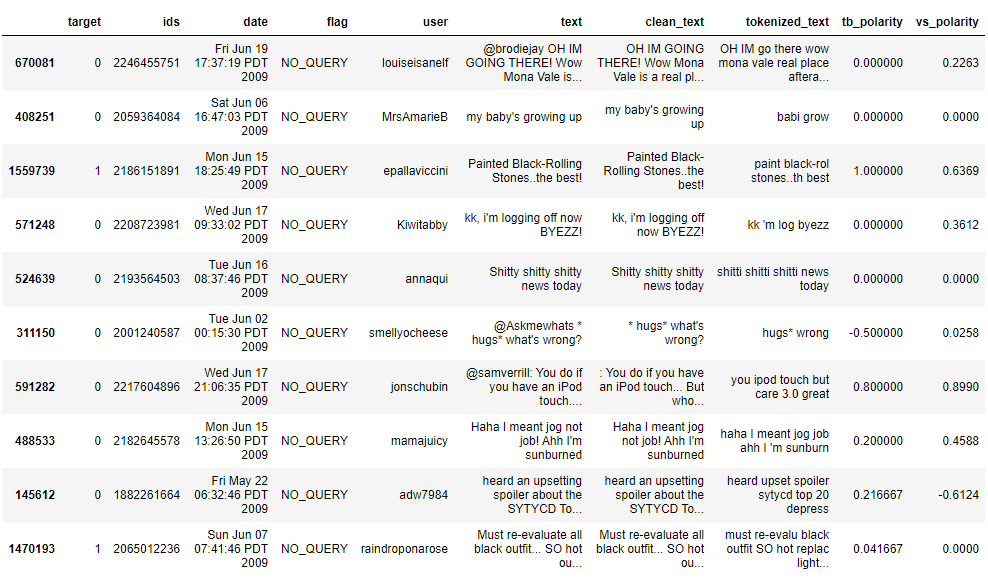 target ids date flag user text clean_text tokenized_text tb_polarity vs_polarity
670081 0 2246455751 Fri Jun 19 17:37:19 PDT 2009 NO_QUERY louiseisanelf @brodiejay OH IM GOING THERE! Wow Mona Vale is... OH IM GOING THERE! Wow Mona Vale is a real pl... OH IM go there wow mona vale real place aftera... 0.000000 0.2263
408251 0 2059364084 Sat Jun 06 16:47:03 PDT 2009 NO_QUERY MrsAmarieB my baby's growing up my baby's growing up babi grow 0.000000 0.0000
1559739 1 2186151891 Mon Jun 15 18:25:49 PDT 2009 NO_QUERY epallaviccini Painted Black-Rolling Stones..the best! Painted Black-Rolling Stones..the best! paint black-rol stones..th best 1.000000 0.6369
571248 0 2208723981 Wed Jun 17 09:33:02 PDT 2009 NO_QUERY Kiwitabby kk, i'm logging off now BYEZZ! kk, i'm logging off now BYEZZ! kk 'm log byezz 0.000000 0.3612
524639 0 2193564503 Tue Jun 16 08:37:46 PDT 2009 NO_QUERY annaqui Shitty shitty shitty news today Shitty shitty shitty news today shitti shitti shitti news today 0.000000 0.0000
311150 0 2001240587 Tue Jun 02 00:15:30 PDT 2009 NO_QUERY smellyocheese @Askmewhats * hugs* what's wrong? * hugs* what's wrong? hugs* wrong -0.500000 0.0258
591282 0 2217604896 Wed Jun 17 21:06:35 PDT 2009 NO_QUERY jonschubin @samverrill: You do if you have an iPod touch.... : You do if you have an iPod touch... But who... you ipod touch but care 3.0 great 0.800000 0.8990
488533 0 2182645578 Mon Jun 15 13:26:50 PDT 2009 NO_QUERY mamajuicy Haha I meant jog not job! Ahh I'm sunburned Haha I meant jog not job! Ahh I'm sunburned haha I meant jog job ahh I 'm sunburn 0.200000 0.4588
145612 0 1882261664 Fri May 22 06:32:46 PDT 2009 NO_QUERY adw7984 heard an upsetting spoiler about the SYTYCD To... heard an upsetting spoiler about the SYTYCD To... heard upset spoiler sytycd top 20 depress 0.216667 -0.6124
1470193 1 2065012236 Sun Jun 07 07:41:46 PDT 2009 NO_QUERY raindroponarose Must re-evaluate all black outfit... SO hot ou... Must re-evaluate all black outfit... SO hot ou... must re-evalu black outfit SO hot replac light... 0.041667 0.0000